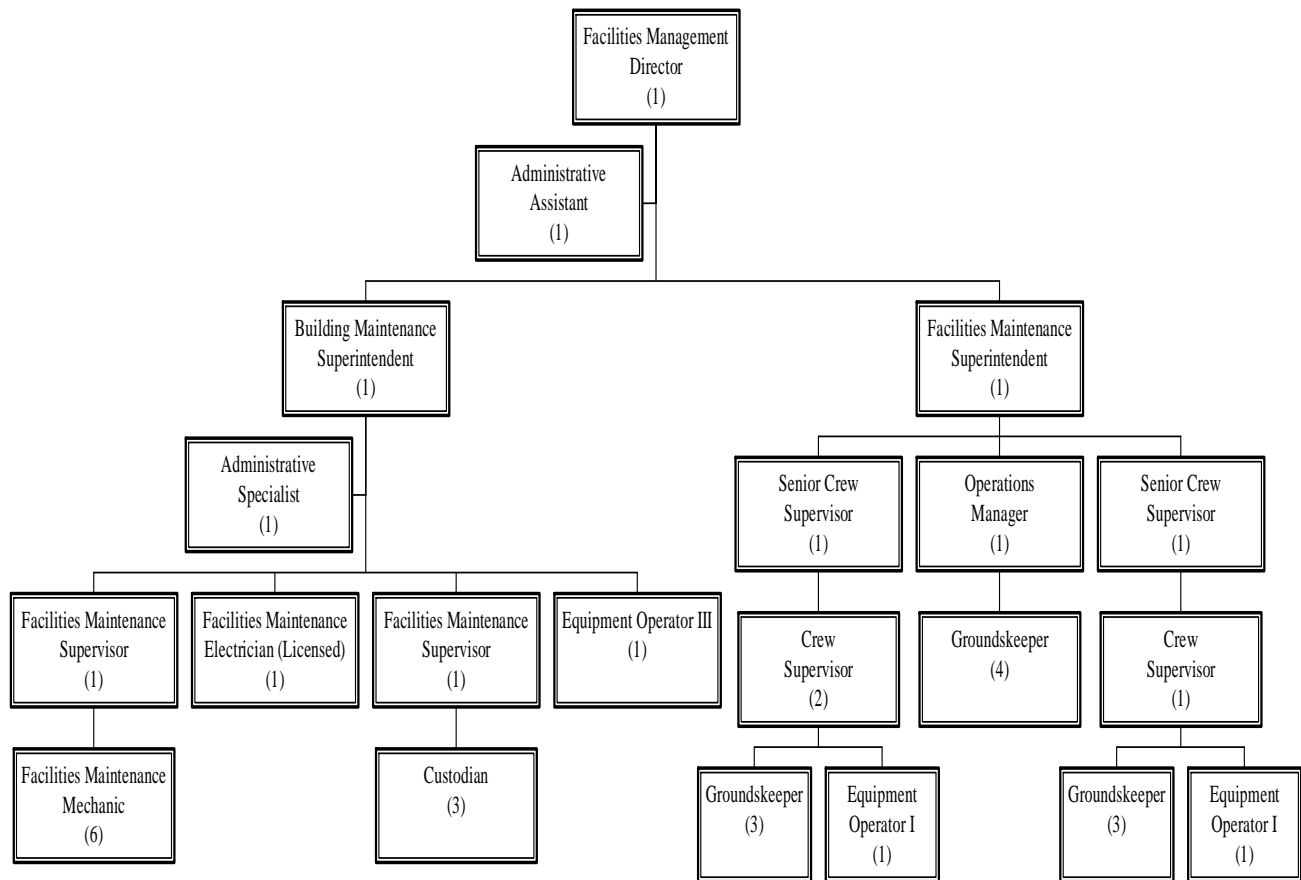 Facilities Management
Director
(1)
Administrative
Assistant
(1)
Building Maintenance
Superintendent
(1)
Facilities Maintenance
Superintendent
(1)
Administrative
Specialist
(1)
Senior Crew
Supervisor
(1)
Operations
Manager
(1)
Senior Crew
Supervisor
(1)
Facilities Maintenance
Supervisor
(1)
Facilities Maintenance
Electrician (Licensed)
(1)
Facilities Maintenance
Supervisor
(1)
Equipment Operator III
(1)
Crew
Supervisor
(2)
Groundskeeper
(4)
Crew
Supervisor
(1)
Facilities Maintenance
Mechanic
(6)
Custodian
(3)
Groundskeeper
(3)
Equipment
Operator I
(1)
Groundskeeper
(3)
Equipment
Operator I
(1)